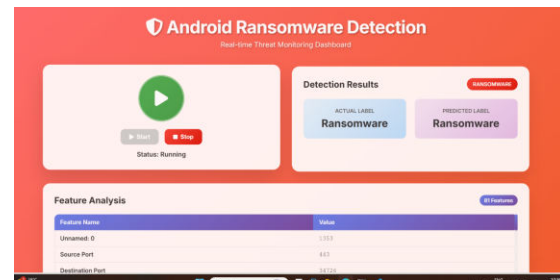 Android Ransomware Detection
Real-time Threat Monitoring Dashboard
Start
Stop
Status: Running
Detection Results
RANSOMWARE
ACTUAL LABEL
Ransomware
PREDICTED LABEL
Ransomware
Feature Analysis
81 Features
Feature Name
Value
Unnamed: 0
Source Port
443
Destination Port